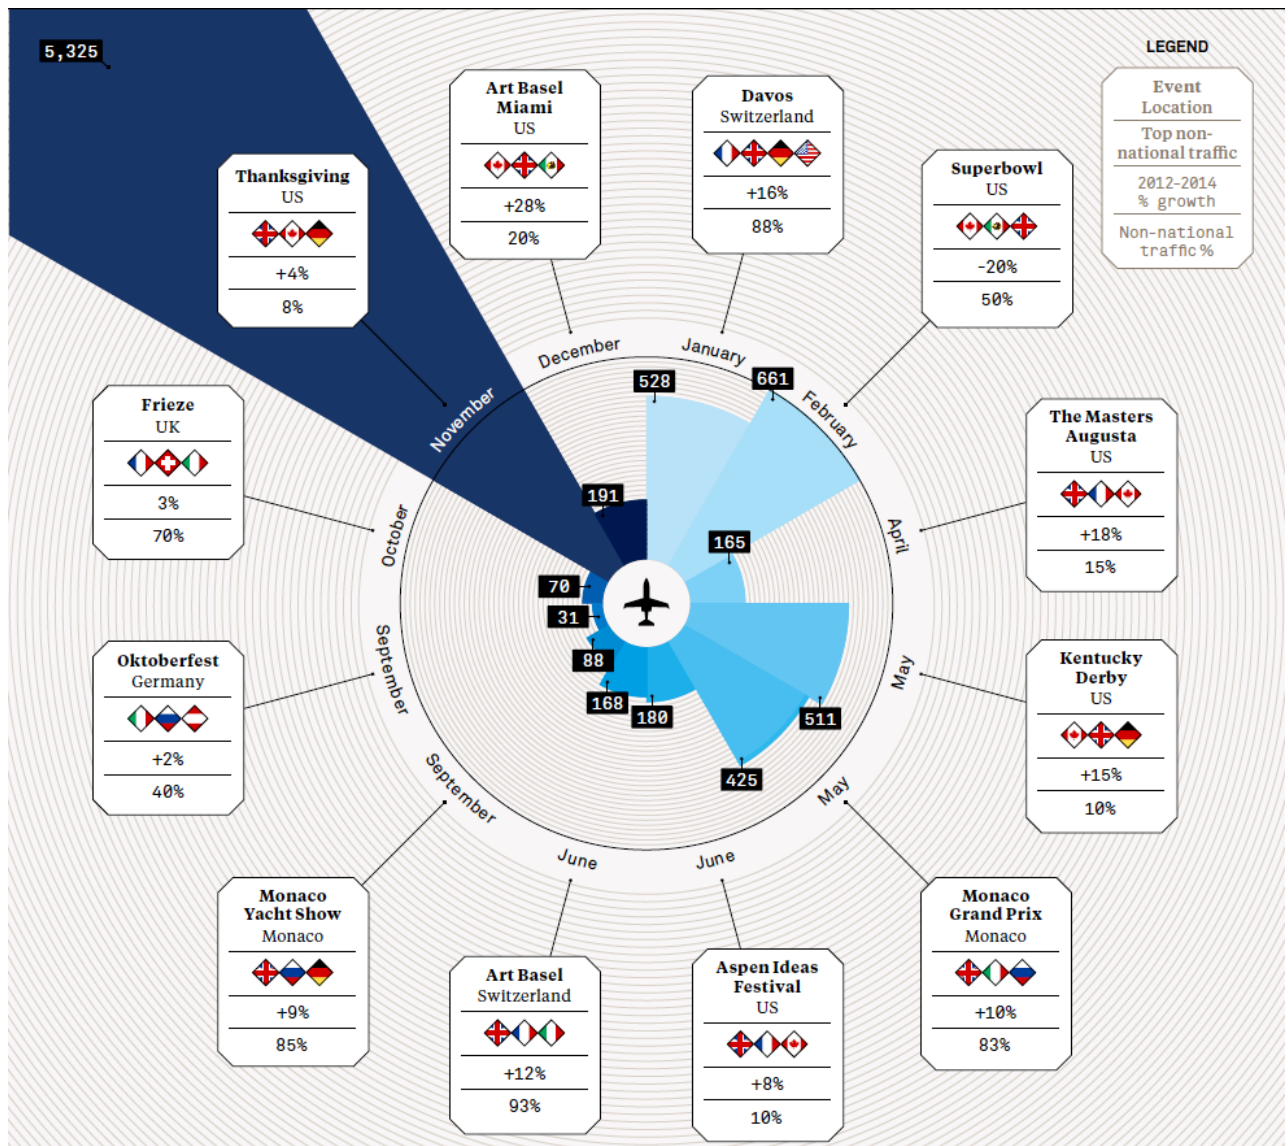 5,325
LEGEND
Event
Location
Top non-
national traffic
2012–2014
% growth
Non-national
traffic %
Art Basel
Miami
US
+28%
20%
Davos
Switzerland
+16%
88%
Thanksgiving
US
+4%
8%
Superbowl
US
-20%
50%
December
January
November
February
528
661
191
165
70
31
88
168
180
511
425
Frieze
UK
3%
70%
October
April
The Masters
Augusta
US
+18%
15%
Oktoberfest
Germany
+2%
40%
September
May
Kentucky
Derby
US
+15%
10%
September
May
June
June
Monaco
Yacht Show
Monaco
+9%
85%
Art Basel
Switzerland
+12%
93%
Aspen Ideas
Festival
US
+8%
10%
Monaco
Grand Prix
Monaco
+10%
83%